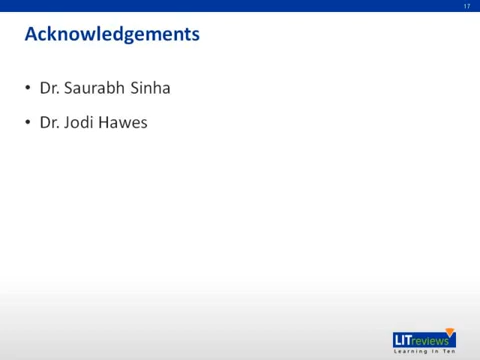 17
Acknowledgements
• Dr. Saurabh Sinha
• Dr. Jodi Hawes
LITreviews
Learning in Ten